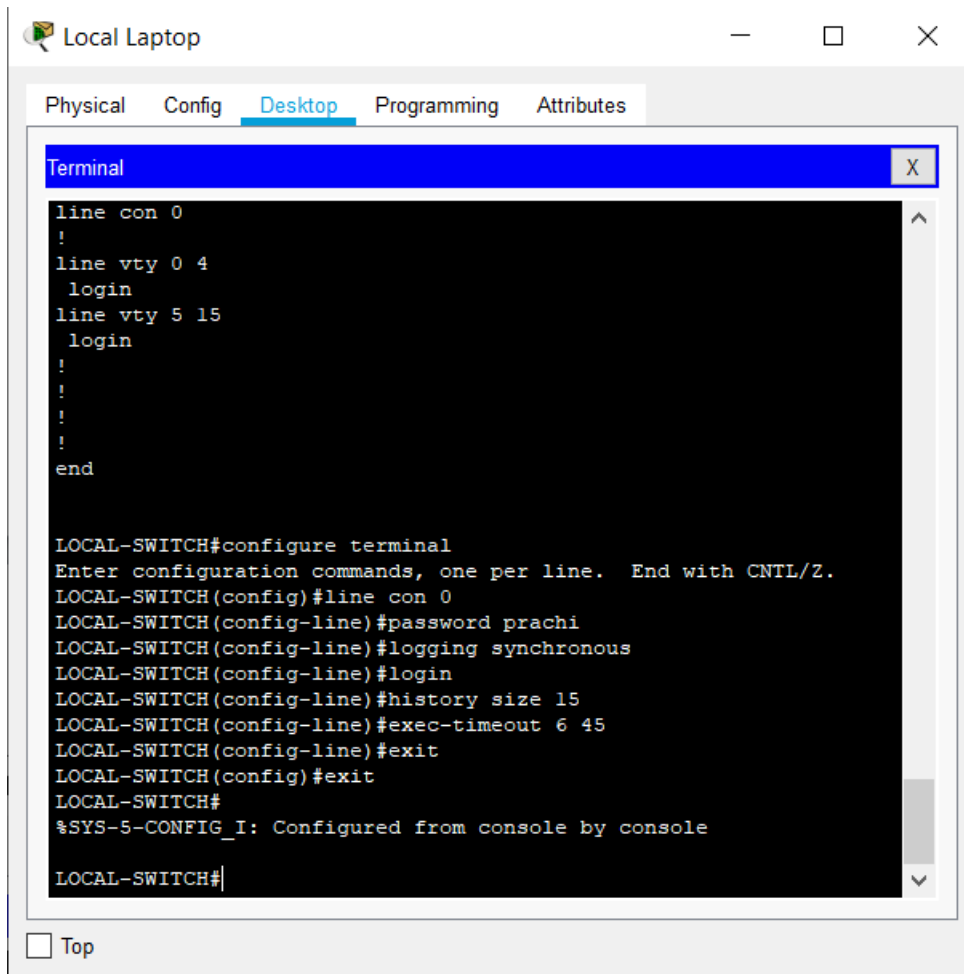 Local Laptop
Physical Config Desktop Programming Attributes
Terminal X
line con 0
!
line vty 0 4
 login
line vty 5 15
 login
!
!
!
!
end
LOCAL-SWITCH#configure terminal
Enter configuration commands, one per line.  End with CNTL/Z.
LOCAL-SWITCH(config)#line con 0
LOCAL-SWITCH(config-line)#password prachi
LOCAL-SWITCH(config-line)#logging synchronous
LOCAL-SWITCH(config-line)#login
LOCAL-SWITCH(config-line)#history size 15
LOCAL-SWITCH(config-line)#exec-timeout 6 45
LOCAL-SWITCH(config-line)#exit
LOCAL-SWITCH(config)#exit
LOCAL-SWITCH#
%SYS-5-CONFIG_I: Configured from console by console
LOCAL-SWITCH#
Top